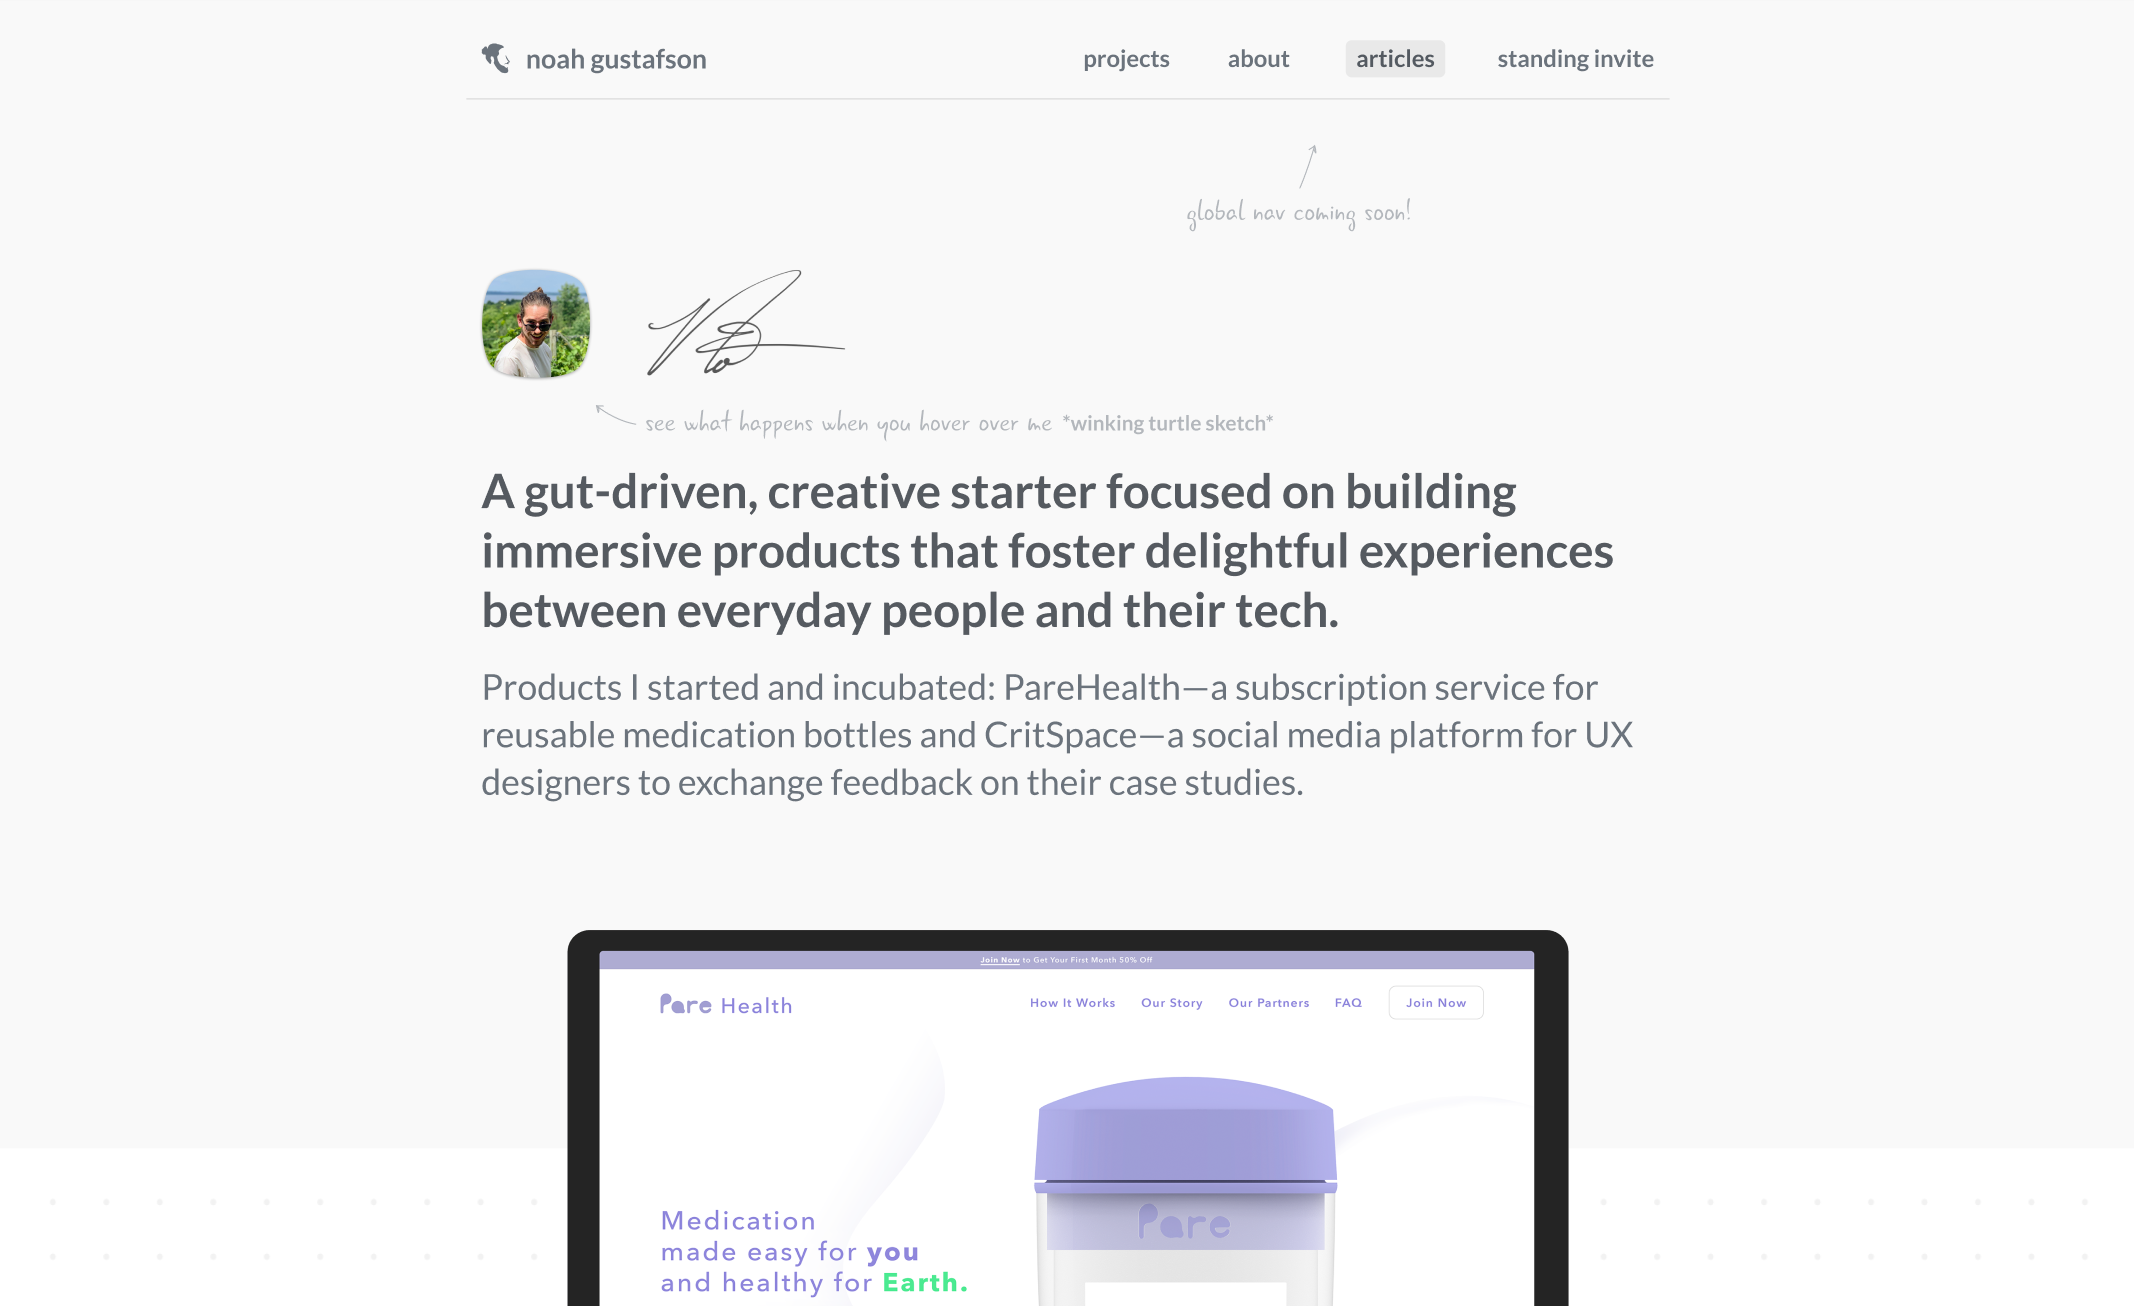 noah gustafson
projects about articles standing invite
global nav coming soon!
see what happens when you hover over me *winking turtle sketch*
A gut-driven, creative starter focused on building
immersive products that foster delightful experiences
between everyday people and their tech.
Products I started and incubated: PareHealth—a subscription service for
reusable medication bottles and CritSpace—a social media platform for UX
designers to exchange feedback on their case studies.
Join Now to Get Your First Month 50% Off
Pare Health
How It Works Our Story Our Partners FAQ Join Now
Pare
Medication
made easy for you
and healthy for Earth.